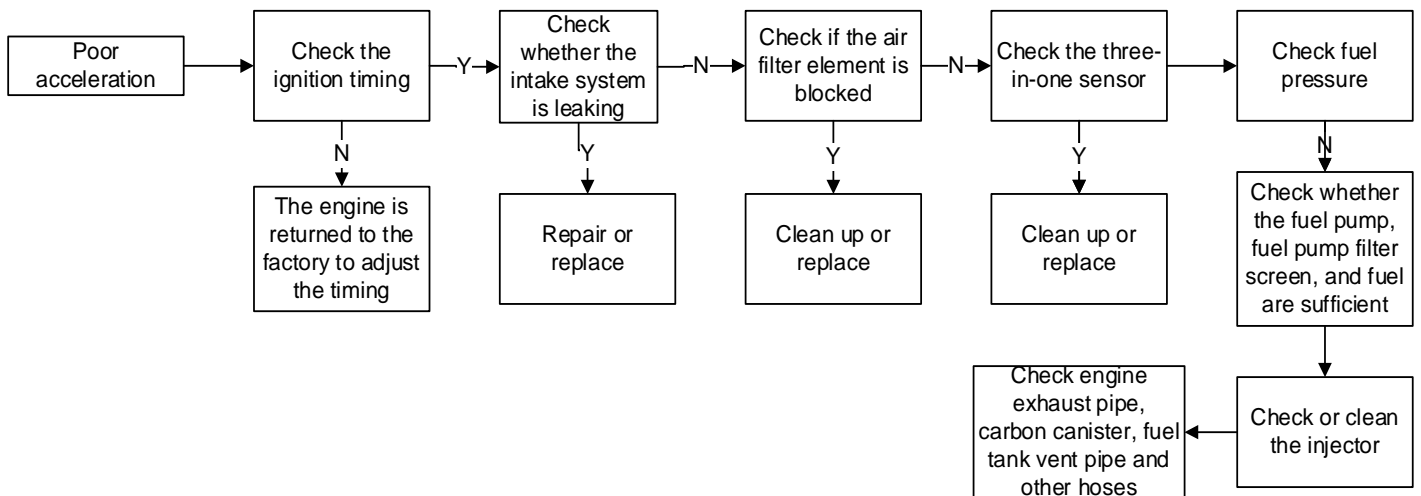 Poor
acceleration
Check the
ignition timing
Y
Check
whether the
intake system
is leaking
N
Check if the air
filter element is
blocked
N
Check the three-
in-one sensor
Check fuel
pressure
N
Y
Y
Y
N
The engine is
returned to the
factory to adjust
the timing
Repair or
replace
Clean up or
replace
Clean up or
replace
Check whether
the fuel pump,
fuel pump filter
screen, and fuel
are sufficient
Check engine
exhaust pipe,
carbon canister, fuel
tank vent pipe and
other hoses
Check or clean
the injector